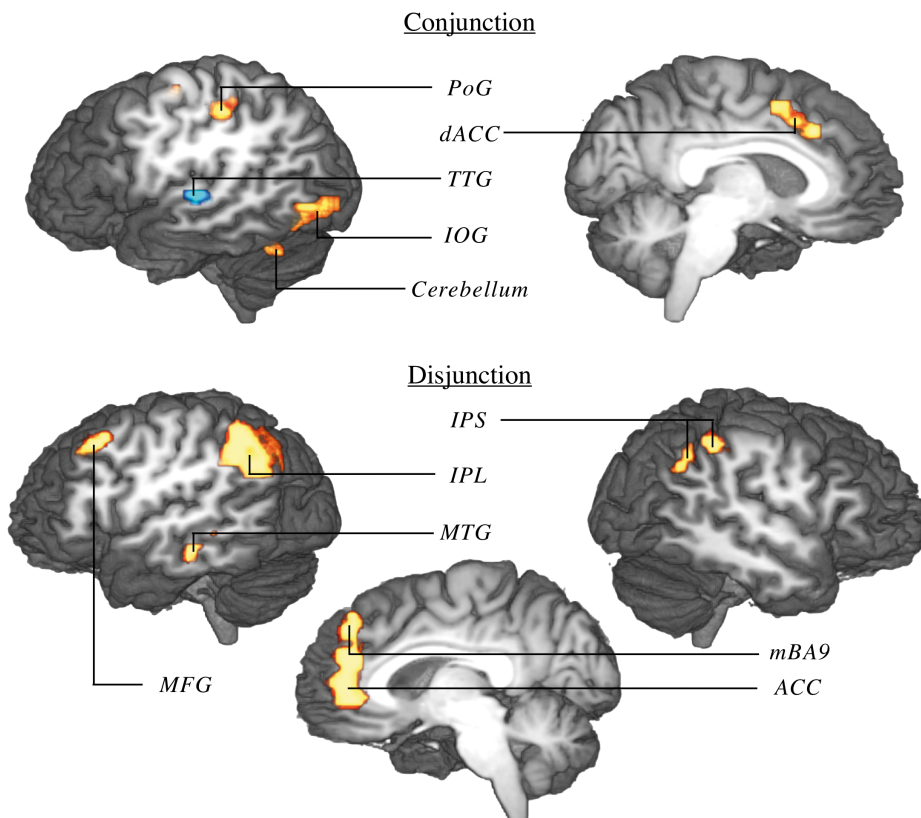 Conjunction
PoG
dACC
TTG
IOG
Cerebellum
Disjunction
IPS
IPL
MTG
mBA9
MFG
ACC